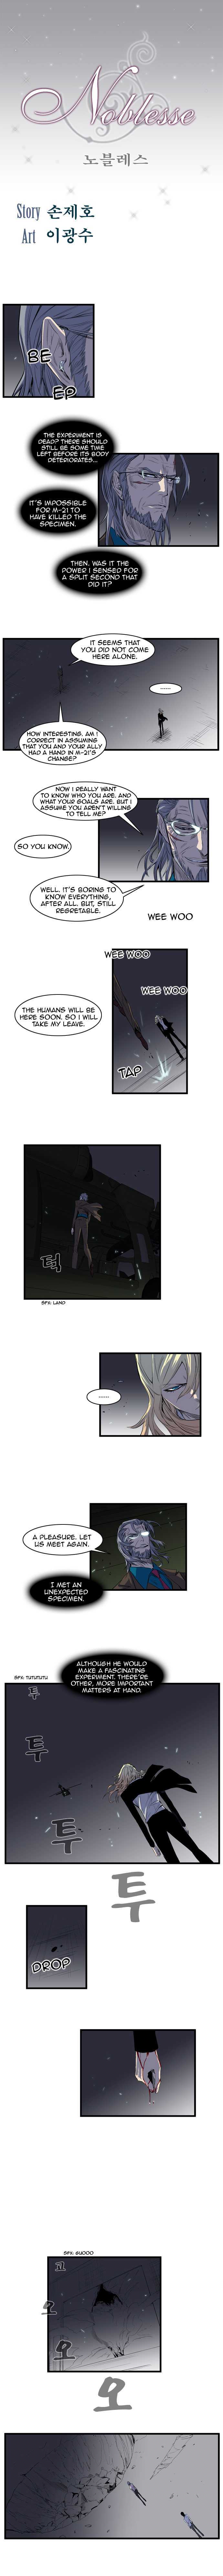 Noblesse
노블레스
Story 손제호
Art 이광수
BE
EP
THE EXPERIMENT IS
DEAD? THERE SHOULD
STILL BE SOME TIME
LEFT BEFORE ITS BODY
DETERIORATES...
IT'S IMPOSSIBLE
FOR M-21 TO
HAVE KILLED THE
SPECIMEN.
THEN, WAS IT THE
POWER I SENSED FOR
A SPLIT SECOND THAT
DID IT?
IT SEEMS THAT
YOU DID NOT COME
HERE ALONE.
......
HOW INTERESTING. AM I
CORRECT IN ASSUMING
THAT YOU AND YOUR ALLY
HAD A HAND IN M-21'S
CHANGE?
NOW I REALLY WANT
TO KNOW WHO YOU ARE, AND
WHAT YOUR GOALS ARE. BUT I
ASSUME YOU AREN'T WILLING
TO TELL ME?
SO YOU KNOW.
WELL, IT'S BORING TO
KNOW EVERYTHING,
AFTER ALL. BUT, STILL
REGRETABLE.
WEE WOO
WEE WOO
WEE WOO
THE HUMANS WILL BE
HERE SOON. SO I WILL
TAKE MY LEAVE.
TAP
턱
SFX: LAND
......
A PLEASURE. LET
US MEET AGAIN.
I MET AN
UNEXPECTED
SPECIMEN.
ALTHOUGH HE WOULD
MAKE A FASCINATING
EXPERIMENT, THERE'RE
OTHER, MORE IMPORTANT
MATTERS AT HAND.
SFX: TUTUTUTU
투
투
투
투
DROP
SFX: GUOOO
고
오
오
오